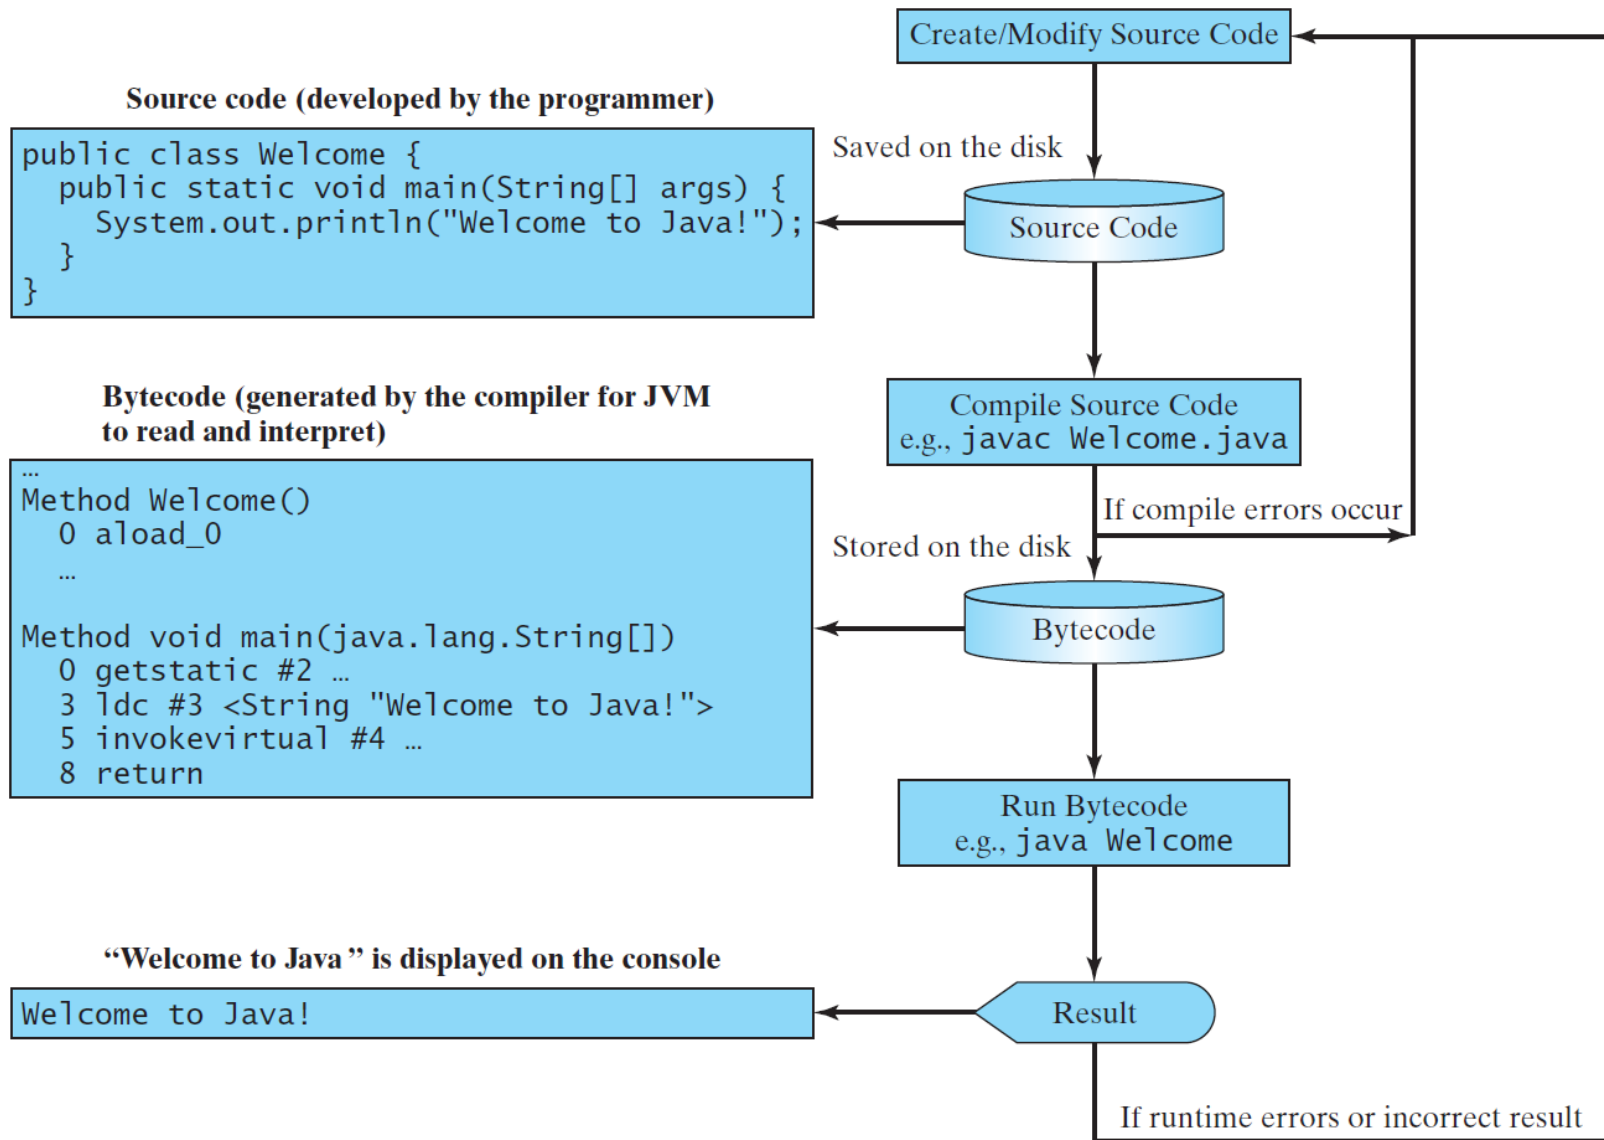 Create/Modify Source Code
Source code (developed by the programmer)
public class Welcome {
  public static void main(String[] args) {
    System.out.println("Welcome to Java!");
  }
}
Saved on the disk
Source Code
Compile Source Code
e.g., javac Welcome.java
If compile errors occur
Bytecode (generated by the compiler for JVM
to read and interpret)
…
Method Welcome()
  0 aload_0
  …
Method void main(java.lang.String[])
  0 getstatic #2 …
  3 ldc #3 <String "Welcome to Java!">
  5 invokevirtual #4 …
  8 return
Stored on the disk
Bytecode
Run Bytecode
e.g., java Welcome
“Welcome to Java” is displayed on the console
Welcome to Java!
Result
If runtime errors or incorrect result